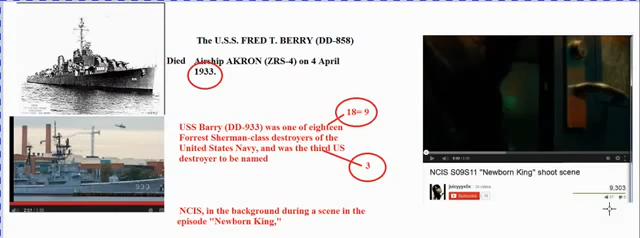 The U.S.S. FRED T. BERRY (DD-858)
Died Airship AKRON (ZRS-4) on 4 April
1933.
18= 9
USS Barry (DD-933) was one of eighteen
Forrest Sherman-class destroyers of the
United States Navy, and was the third US
destroyer to be named
3
NCIS, in the background during a scene in the
episode "Newborn King,"
933
NCIS S09S11 "Newborn King" shoot scene
9,303